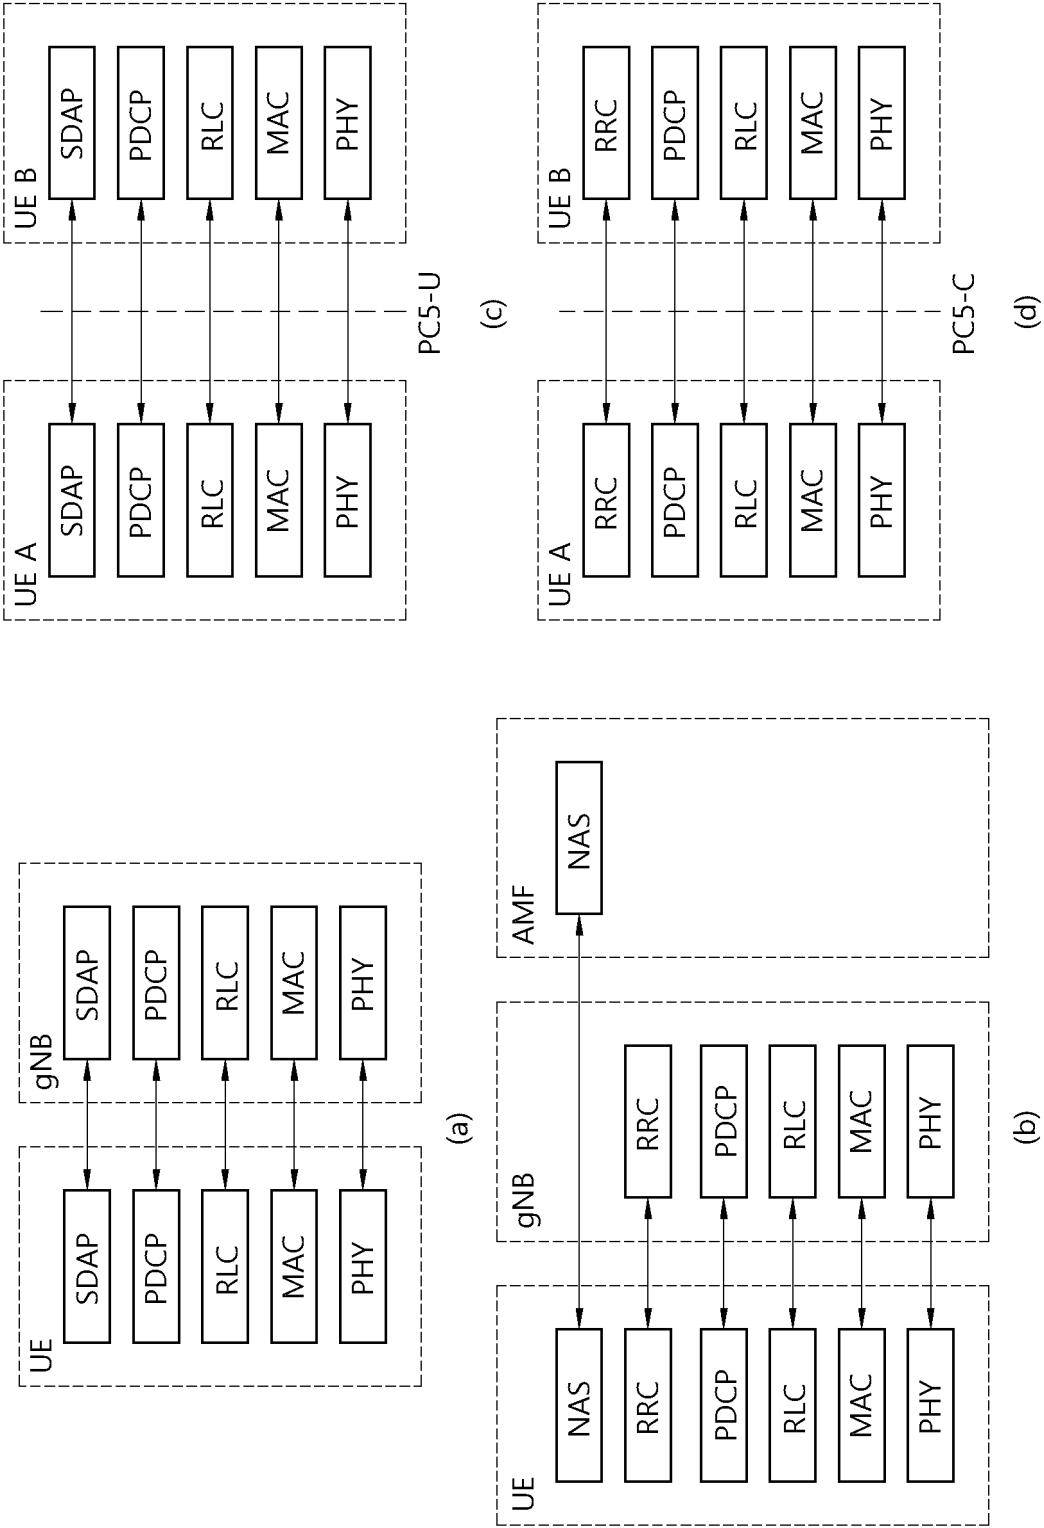 UE
gNB
SDAP
SDAP
PDCP
PDCP
RLC
RLC
MAC
MAC
PHY
PHY
(a)
UE
gNB
AMF
NAS
NAS
RRC
RRC
PDCP
PDCP
RLC
RLC
MAC
MAC
PHY
PHY
(b)
UE A
UE B
SDAP
SDAP
PDCP
PDCP
RLC
RLC
MAC
MAC
PHY
PHY
PC5-U
(c)
UE A
UE B
RRC
RRC
PDCP
PDCP
RLC
RLC
MAC
MAC
PHY
PHY
PC5-C
(d)